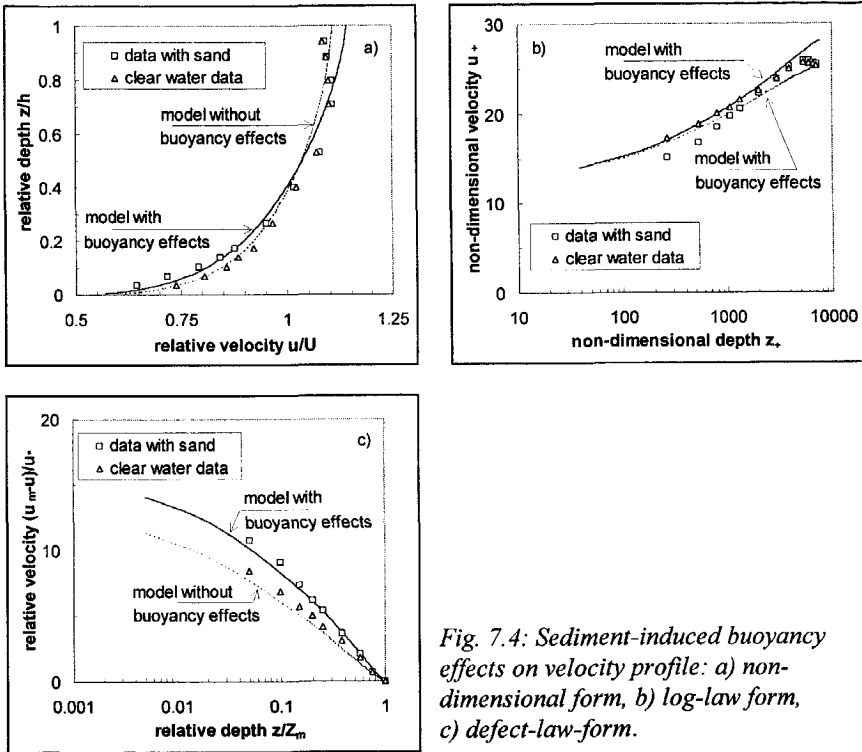 a)
data with sand
clear water data
model without
buoyancy effects
model with
buoyancy effects
relative depth z/h
1
0.8
0.6
0.4
0.2
0
0.5
0.75
1
1.25
relative velocity u/U
b)
model with
buoyancy effects
model with
buoyancy effects
data with sand
clear water data
non-dimensional velocity u +
30
20
10
0
10
100
1000
10000
non-dimensional depth z+
c)
data with sand
clear water data
model with
buoyancy effects
model without
buoyancy effects
relative velocity (u m-u)/u*
20
10
0
0.001
0.01
0.1
1
relative depth z/Zm
Fig. 7.4: Sediment-induced buoyancy
effects on velocity profile: a) non-
dimensional form, b) log-law form,
c) defect-law-form.